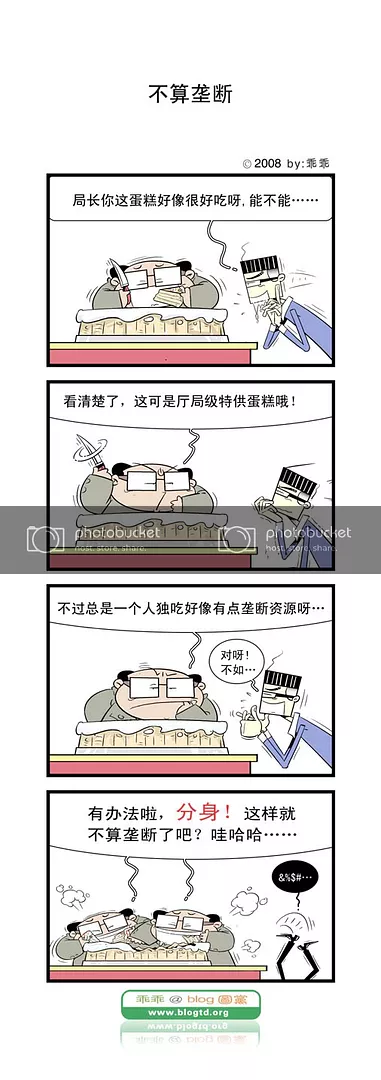 不算垄断
© 2008 by:乖乖
局长你这蛋糕好像很好吃呀,能不能……
看清楚了，这可是厅局级特供蛋糕哦！
photobucket
host. store. share.
photobucket
host. store. share.
不过总是一个人独吃好像有点垄断资源呀…
对呀！
不如…
有办法啦，分身！这样就
不算垄断了吧？哇哈哈……
&%$#…
乖乖@blog圖窩
www.blogtd.org